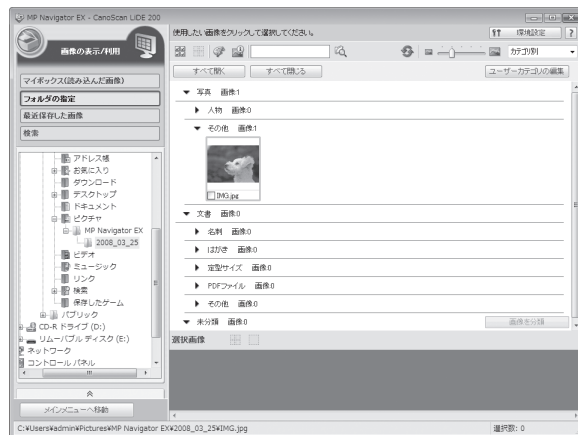 MP Navigator EX - CanoScan LiDE 200
画像の表示/利用
マイボックス(読み込んだ画像)
フォルダの指定
最近保存した画像
検索
アドレス帳
お気に入り
ダウンロード
デスクトップ
ドキュメント
ピクチャ
MP Navigator EX
2008_03_25
ビデオ
ミュージック
リンク
検索
保存したゲーム
パブリック
CD-R ドライブ (D:)
リムーバブル ディスク (E:)
ネットワーク
コントロール パネル
メインメニューへ移動
使用したい画像をクリックして選択してください。
環境設定
?
カテゴリ別
すべて開く
すべて閉じる
ユーザーカテゴリの編集
写真 画像:1
人物 画像:0
その他 画像:1
IMG.jpg
文書 画像:0
名刺 画像:0
はがき 画像:0
定型サイズ 画像:0
PDFファイル 画像:0
その他 画像:0
未分類 画像:0
画像を分類
選択画像
C:¥Users¥admin¥Pictures¥MP Navigator EX¥2008_03_25¥IMG.jpg
選択数: 0